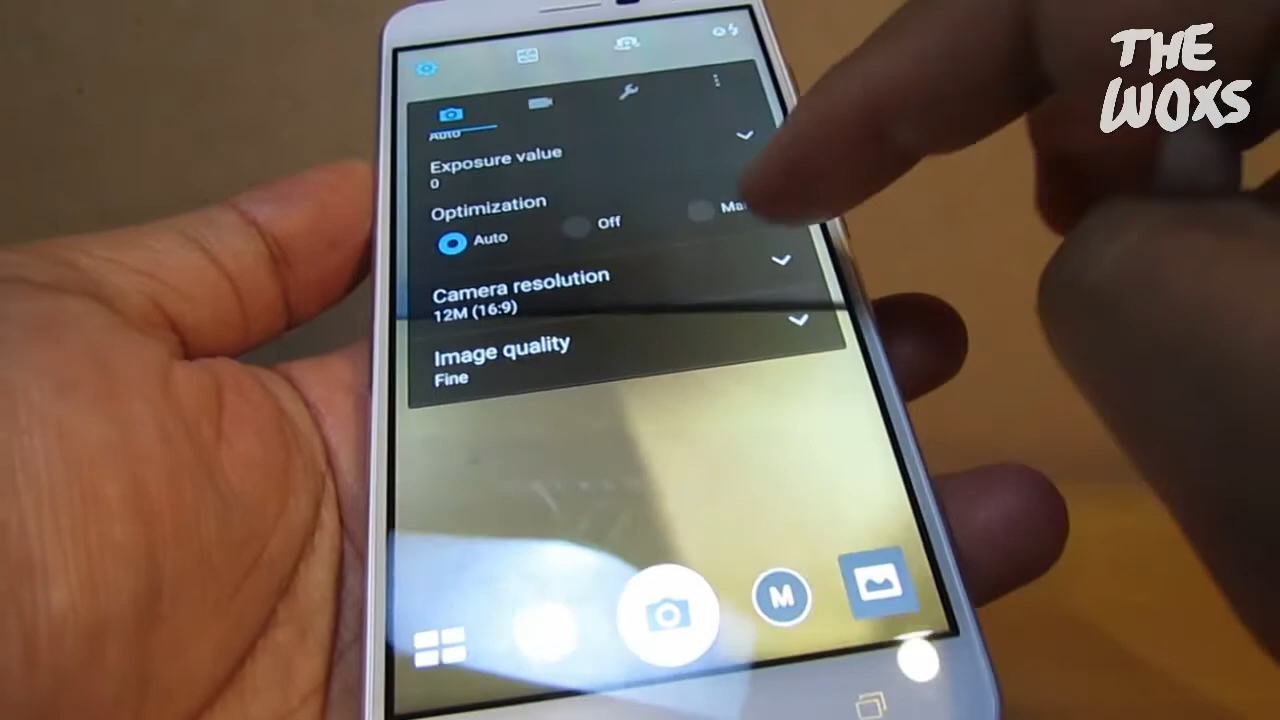 THE
WOXS
Auto
Exposure value
0
Optimization
Auto
Off
Camera resolution
12M (16:9)
Image quality
Fine
M